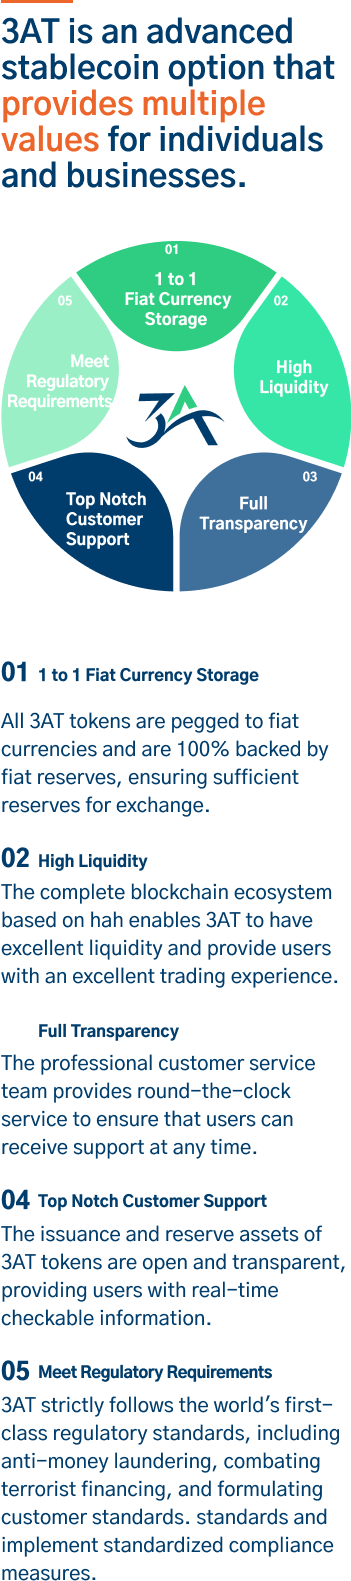 3AT is an advanced
stablecoin option that
provides multiple
values for individuals
and businesses.
01
1 to 1
Fiat Currency
Storage
02
High
Liquidity
03
Full
Transparency
04
Top Notch
Customer
Support
05
Meet
Regulatory
Requirements
3A
01 1 to 1 Fiat Currency Storage
All 3AT tokens are pegged to fiat
currencies and are 100% backed by
fiat reserves, ensuring sufficient
reserves for exchange.
02 High Liquidity
The complete blockchain ecosystem
based on hah enables 3AT to have
excellent liquidity and provide users
with an excellent trading experience.
Full Transparency
The professional customer service
team provides round-the-clock
service to ensure that users can
receive support at any time.
04 Top Notch Customer Support
The issuance and reserve assets of
3AT tokens are open and transparent,
providing users with real-time
checkable information.
05 Meet Regulatory Requirements
3AT strictly follows the world's first-
class regulatory standards, including
anti-money laundering, combating
terrorist financing, and formulating
customer standards. standards and
implement standardized compliance
measures.